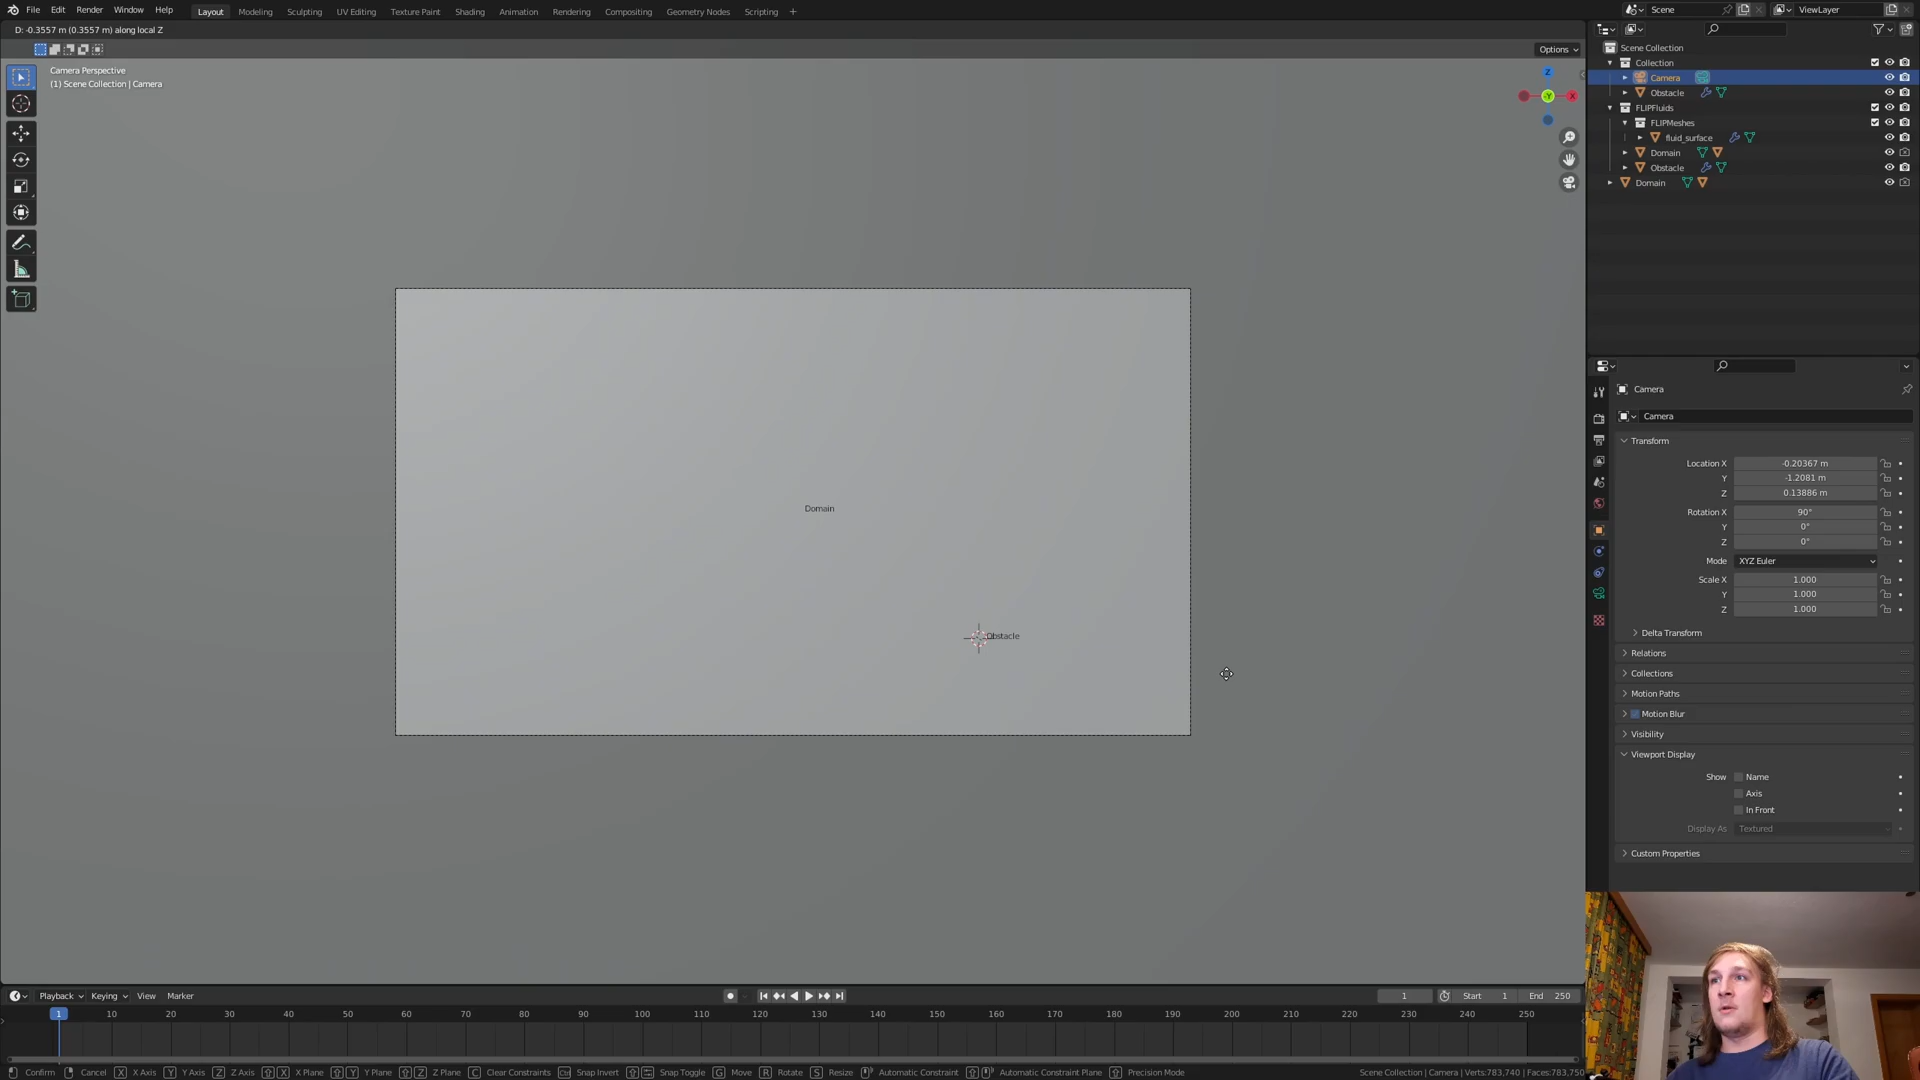 File Edit Render Window Help Layout Modeling Sculpting UV Editing Texture Paint Shading Animation Rendering Compositing Geometry Nodes Scripting + Scene ViewLayer
D: -0.3557 m (0.3557 m) along local Z
Options
Camera Perspective
(1) Scene Collection | Camera
Z
-Y
X
Domain
Obstacle
Scene Collection
Collection
Camera
Obstacle
FLIPFluids
FLIPMeshes
fluid_surface
Domain
Obstacle
Domain
Camera
Camera
Transform
Location X -0.20367 m
Y -1.2081 m
Z 0.13886 m
Rotation X 90°
Y 0°
Z 0°
Mode XYZ Euler
Scale X 1.000
Y 1.000
Z 1.000
Delta Transform
Relations
Collections
Motion Paths
Motion Blur
Visibility
Viewport Display
Show Name
Axis
In Front
Display As Textured
Custom Properties
Playback Keying View Marker 1 Start 1 End 250
1 10 20 30 40 50 60 70 80 90 100 110 120 130 140 150 160 170 180 190 200 210 220 230 240 250
Confirm Cancel X X Axis Y Y Axis Z Z Axis X X Plane Y Y Plane Z Z Plane C Clear Constraints Ctrl Snap Invert Snap Toggle G Move R Rotate S Resize Automatic Constraint Automatic Constraint Plane Precision Mode Scene Collection | Camera | Verts:783,740 | Faces:783,750